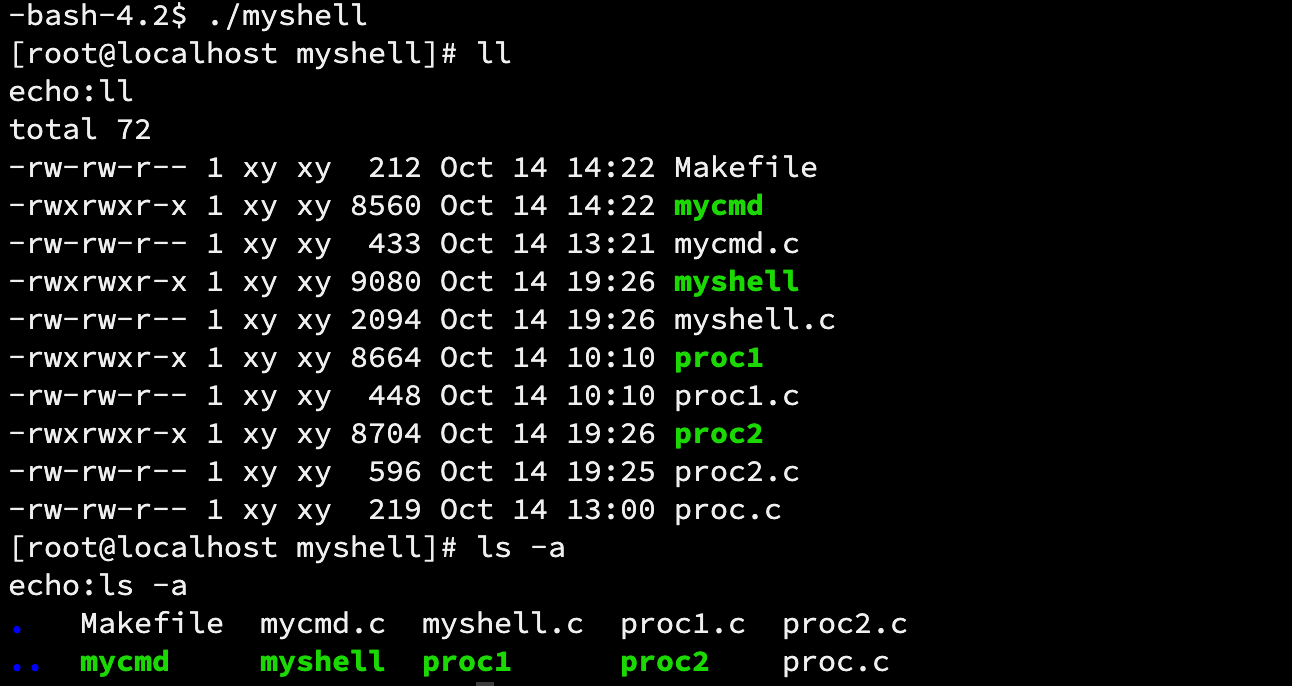 -bash-4.2$ ./myshell
[root@localhost myshell]# ll
echo:ll
total 72
-rw-rw-r-- 1 xy xy  212 Oct 14 14:22 Makefile
-rwxrwxr-x 1 xy xy 8560 Oct 14 14:22 mycmd
-rw-rw-r-- 1 xy xy  433 Oct 14 13:21 mycmd.c
-rwxrwxr-x 1 xy xy 9080 Oct 14 19:26 myshell
-rw-rw-r-- 1 xy xy 2094 Oct 14 19:26 myshell.c
-rwxrwxr-x 1 xy xy 8664 Oct 14 10:10 proc1
-rw-rw-r-- 1 xy xy  448 Oct 14 10:10 proc1.c
-rwxrwxr-x 1 xy xy 8704 Oct 14 19:26 proc2
-rw-rw-r-- 1 xy xy  596 Oct 14 19:25 proc2.c
-rw-rw-r-- 1 xy xy  219 Oct 14 13:00 proc.c
[root@localhost myshell]# ls -a
echo:ls -a
.   Makefile  mycmd.c  myshell.c  proc1.c  proc2.c
..  mycmd     myshell  proc1      proc2    proc.c